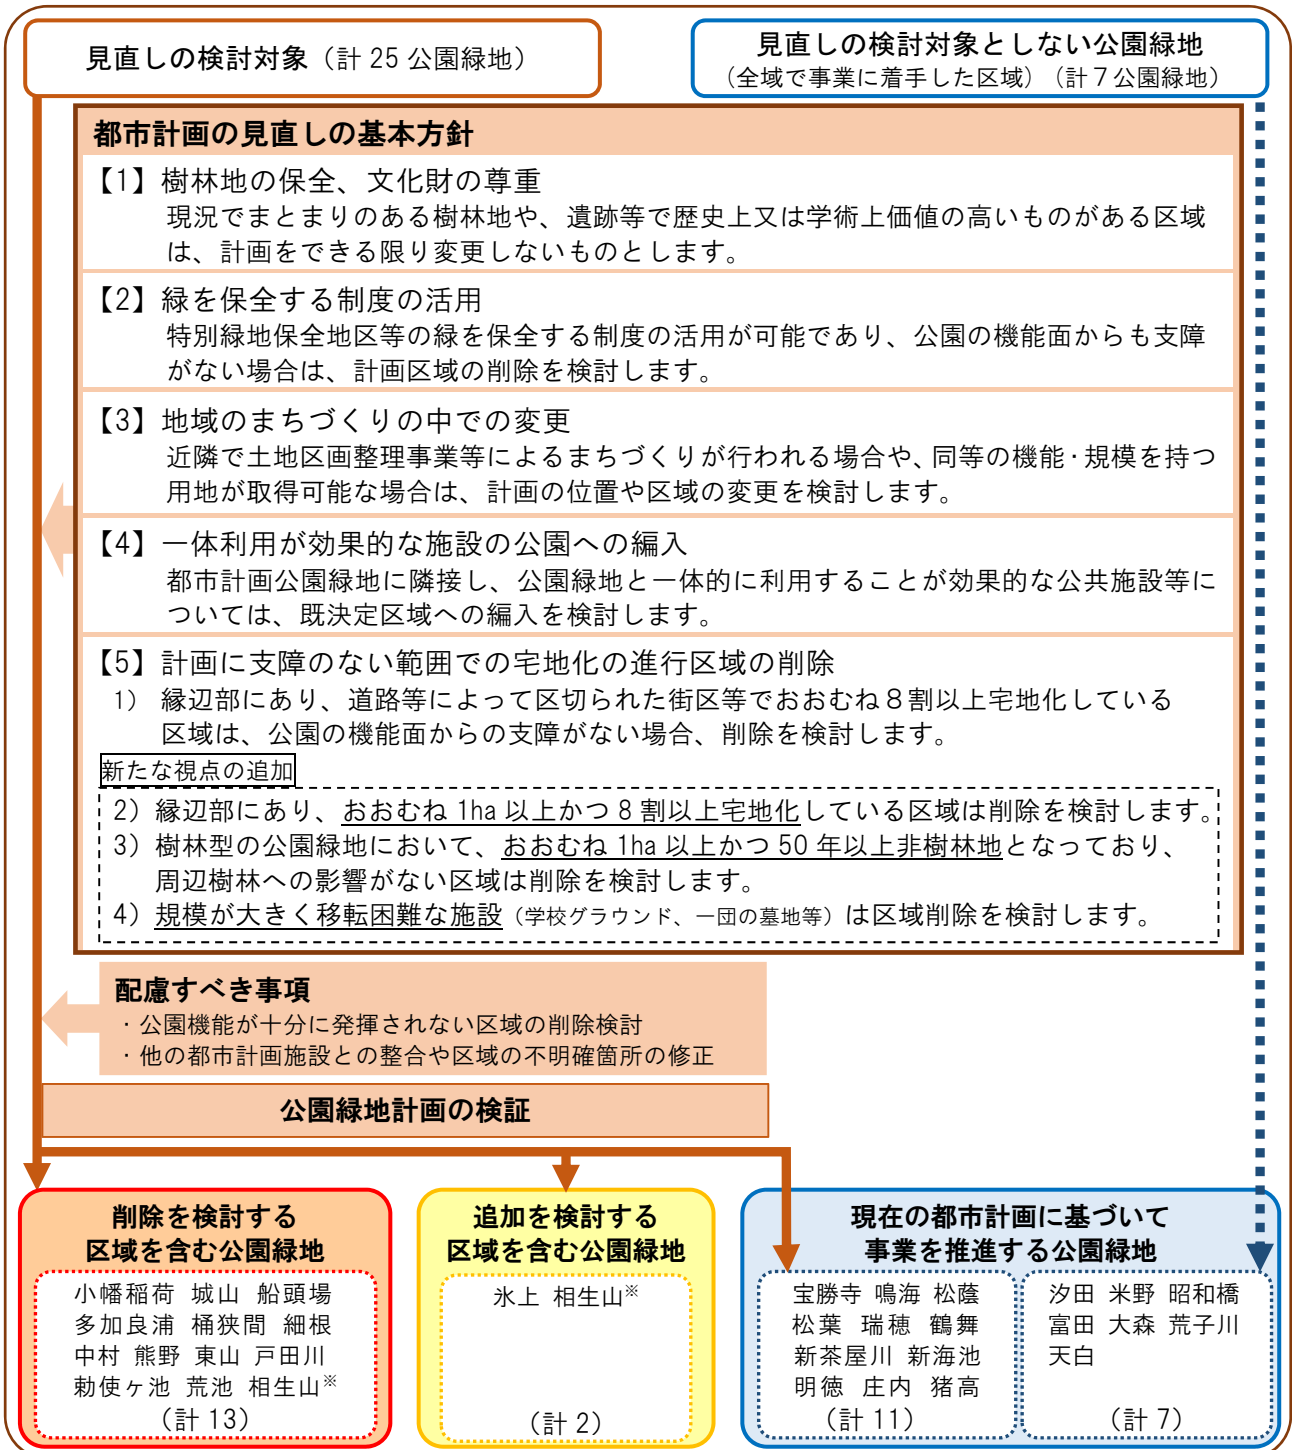 見直しの検討対象（計 25 公園緑地）
見直しの検討対象としない公園緑地
（全域で事業に着手した区域）（計７公園緑地）
都市計画の見直しの基本方針
【1】樹林地の保全、文化財の尊重
現況でまとまりのある樹林地や、遺跡等で歴史上又は学術上価値の高いものがある区域
は、計画をできる限り変更しないものとします。
【2】緑を保全する制度の活用
特別緑地保全地区等の緑を保全する制度の活用が可能であり、公園の機能面からも支障
がない場合は、計画区域の削除を検討します。
【3】地域のまちづくりの中での変更
近隣で土地区画整理事業等によるまちづくりが行われる場合や、同等の機能・規模を持つ
用地が取得可能な場合は、計画の位置や区域の変更を検討します。
【4】一体利用が効果的な施設の公園への編入
都市計画公園緑地に隣接し、公園緑地と一体的に利用することが効果的な公共施設等に
ついては、既決定区域への編入を検討します。
【5】計画に支障のない範囲での宅地化の進行区域の削除
1） 縁辺部にあり、道路等によって区切られた街区等でおおむね８割以上宅地化している
区域は、公園の機能面からの支障がない場合、削除を検討します。
新たな視点の追加
2）縁辺部にあり、おおむね 1ha 以上かつ 8 割以上宅地化している区域は削除を検討します。
3）樹林型の公園緑地において、おおむね 1ha 以上かつ 50 年以上非樹林地となっており、
周辺樹林への影響がない区域は削除を検討します。
4）規模が大きく移転困難な施設（学校グラウンド、一団の墓地等）は区域削除を検討します。
配慮すべき事項
・公園機能が十分に発揮されない区域の削除検討
・他の都市計画施設との整合や区域の不明確箇所の修正
公園緑地計画の検証
削除を検討する
区域を含む公園緑地
小幡稲荷 城山 船頭場
多加良浦 桶狭間 細根
中村 熊野 東山 戸田川
勅使ヶ池 荒池 相生山※
（計 13）
追加を検討する
区域を含む公園緑地
氷上 相生山※
（計 2）
現在の都市計画に基づいて
事業を推進する公園緑地
宝勝寺 鳴海 松蔭
松葉 瑞穂 鶴舞
新茶屋川 新海池
明徳 庄内 猪高
（計 11）
汐田 米野 昭和橋
富田 大森 荒子川
天白
（計 7）